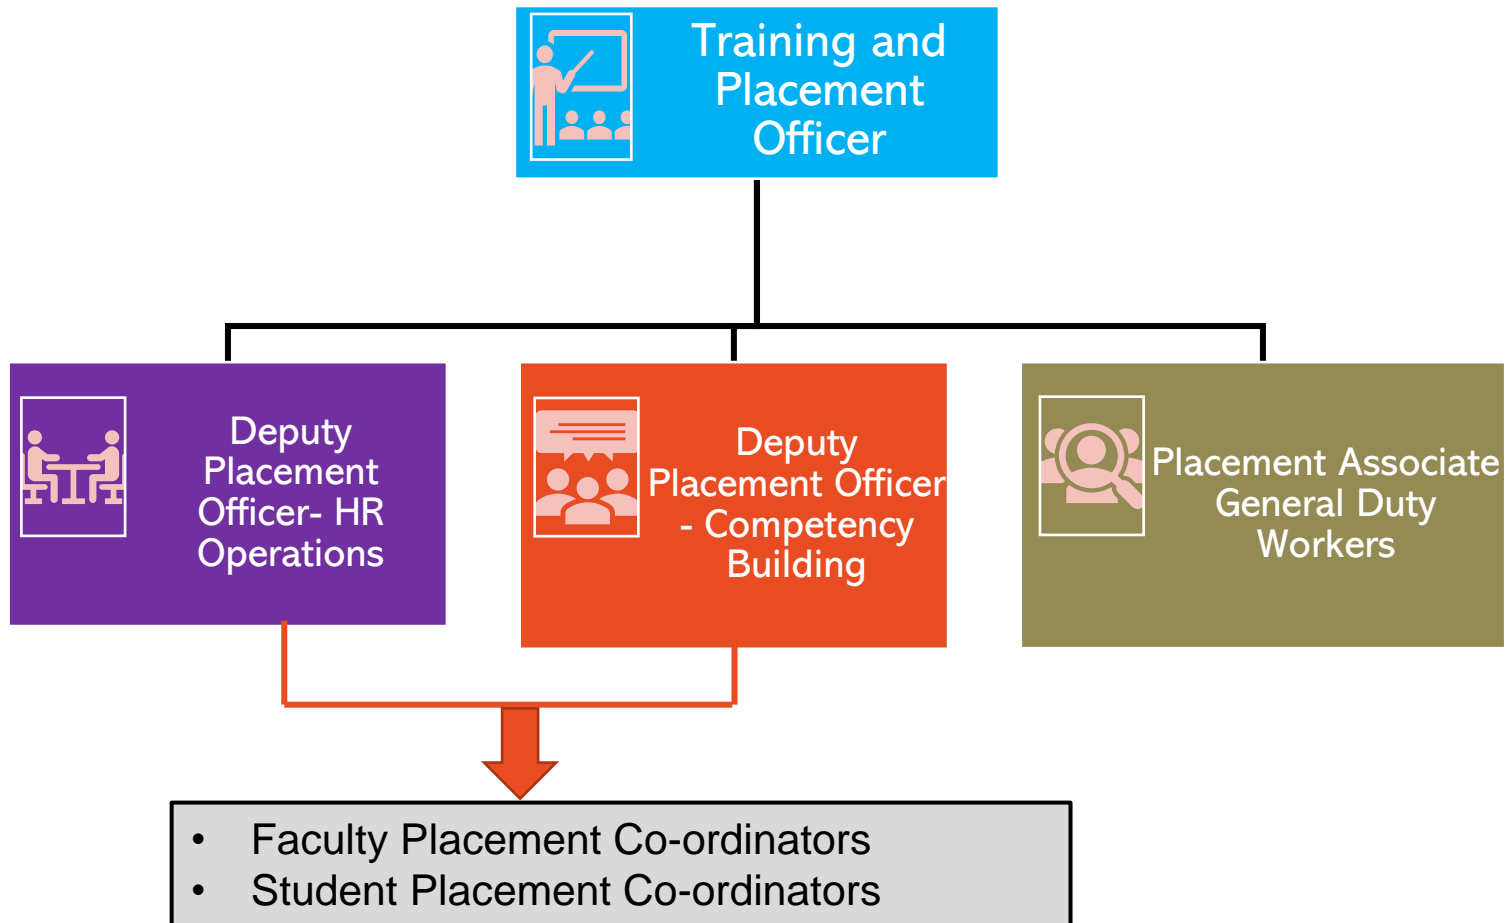 Training and
Placement
Officer
Deputy
Placement
Officer- HR
Operations
Deputy
Placement Officer
- Competency
Building
Placement Associate
General Duty
Workers
• Faculty Placement Co-ordinators
• Student Placement Co-ordinators